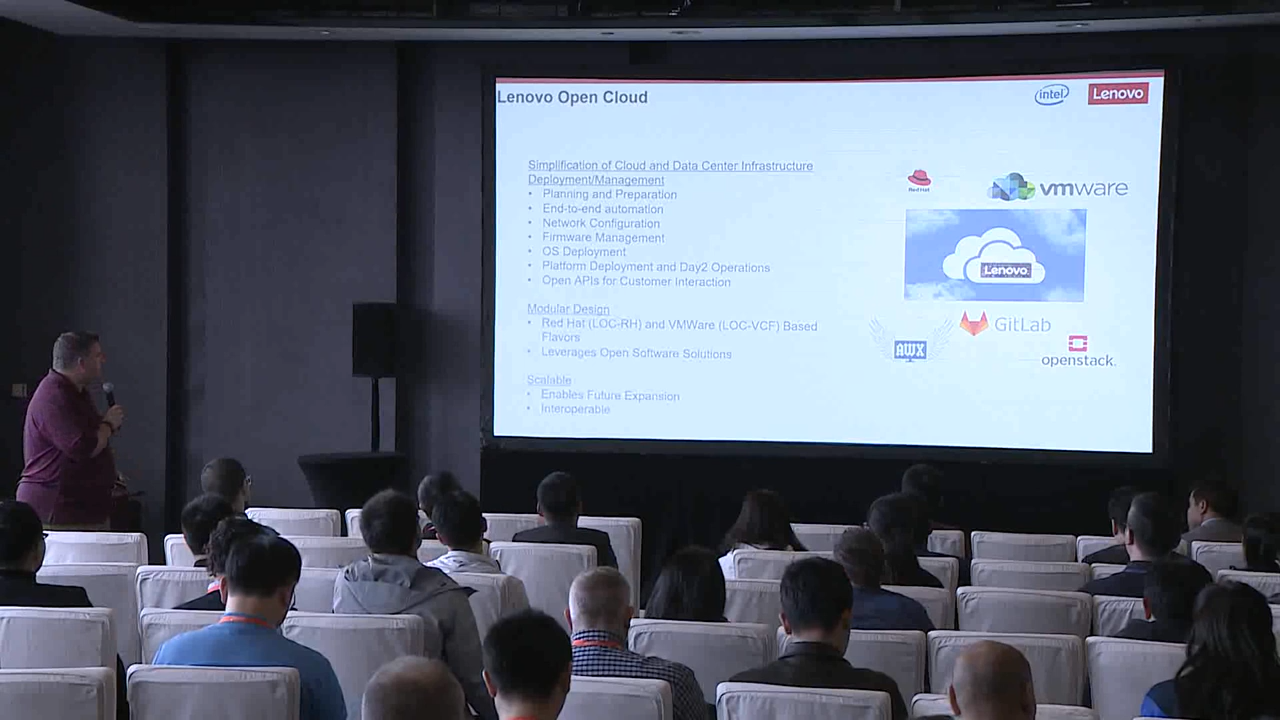 Lenovo Open Cloud
intel
Lenovo
Simplification of Cloud and Data Center Infrastructure
Deployment/Management
• Planning and Preparation
• End-to-end automation
• Network Configuration
• Firmware Management
• OS Deployment
• Platform Deployment and Day2 Operations
• Open APIs for Customer Interaction
Modular Design
• Red Hat (LOC-RH) and VMWare (LOC-VCF) Based
Flavors
• Leverages Open Software Solutions
Scalable
• Enables Future Expansion
• Interoperable
Red Hat
vmware
Lenovo
GitLab
AWX
openstack.